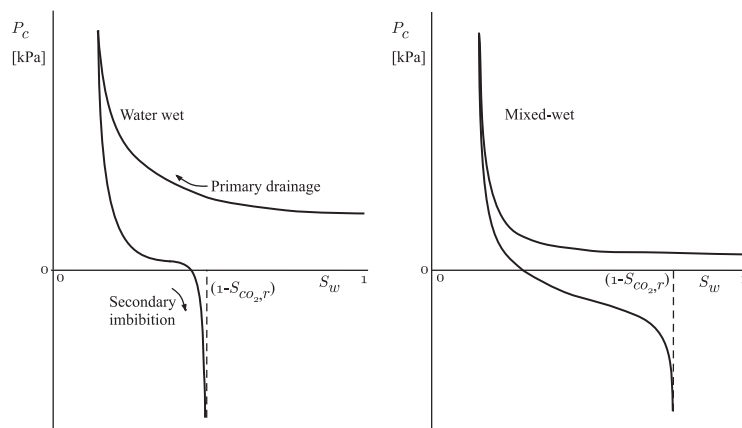 P_c
[kPa]
Water wet
Primary drainage
0
0
1
(1-S_{co_2,r})
S_w
Secondary
imbibition
P_c
[kPa]
Mixed-wet
0
0
1
(1-S_{co_2,r})
S_w